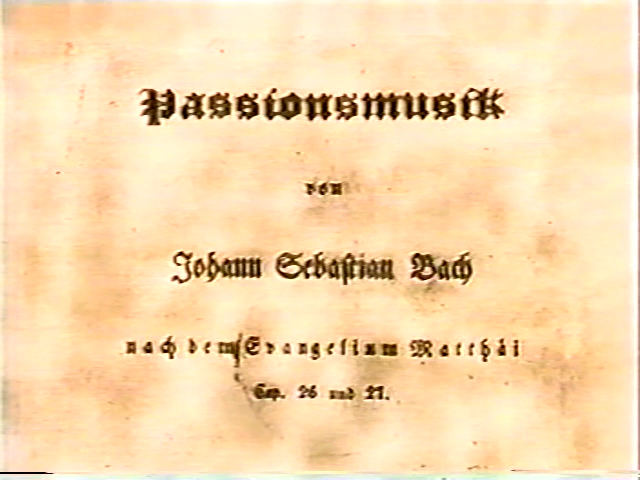 Passionsmusik
von
Johann Sebastian Bach
nach dem Evangelium Matthäi
Cap. 26 und 27.